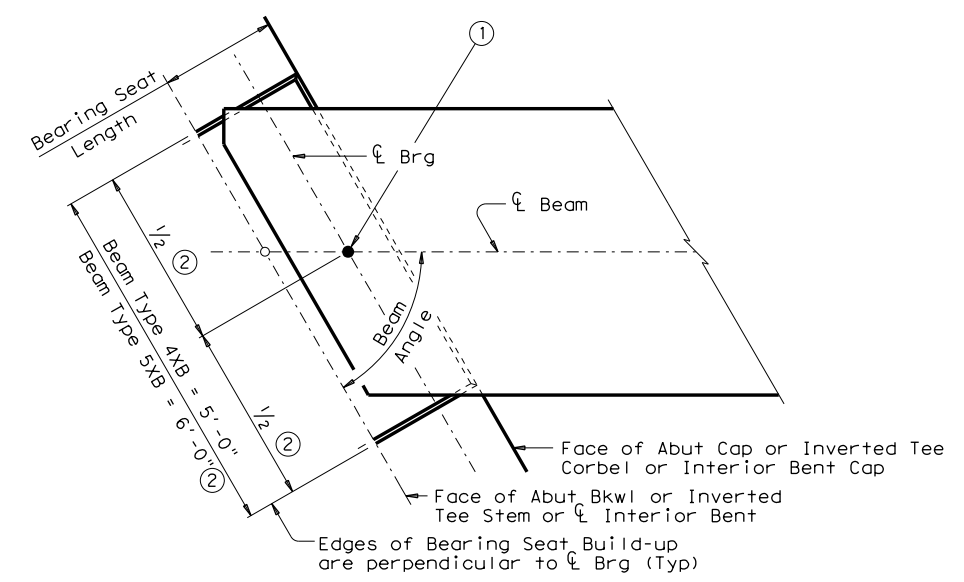 ①
Bearing Seat
Length
℄ Brg
℄ Beam
1/2
②
Beam Type 4XB = 5'-0"
Beam Type 5XB = 6'-0"②
Beam
Angle
1/2
②
Face of Abut Cap or Inverted Tee
Corbel or Interior Bent Cap
Face of Abut Bkwl or Inverted
Tee Stem or ℄ Interior Bent
Edges of Bearing Seat Build-up
are perpendicular to ℄ Brg (Typ)